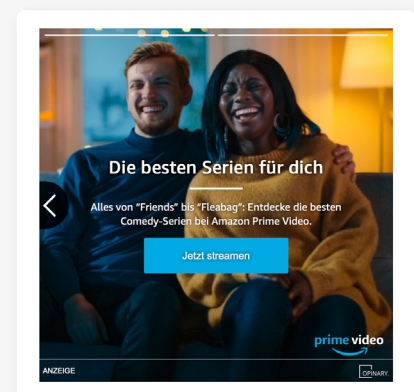 Die besten Serien für dich
Alles von “Friends” bis “Fleabag”: Entdecke die besten
Comedy-Serien bei Amazon Prime Video.
Jetzt streamen
prime video
ANZEIGE
OPINARY.